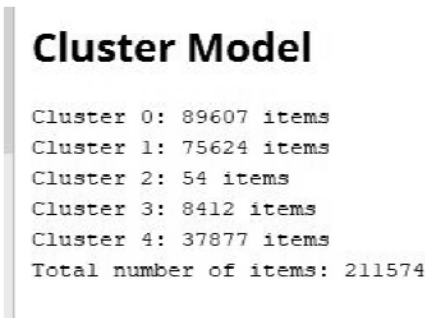 Cluster Model
Cluster 0: 89607 items
Cluster 1: 75624 items
Cluster 2: 54 items
Cluster 3: 8412 items
Cluster 4: 37877 items
Total number of items: 211574